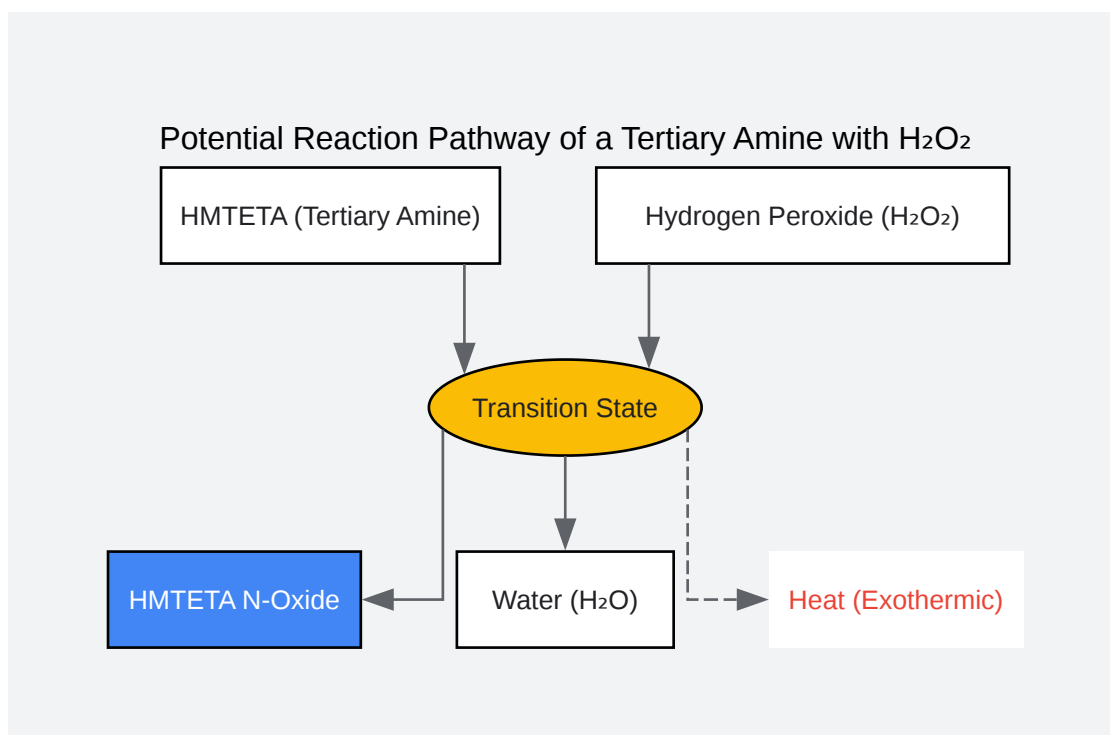 Potential Reaction Pathway of a Tertiary Amine with H₂O₂
HMTETA (Tertiary Amine)
Hydrogen Peroxide (H₂O₂)
Transition State
HMTETA N-Oxide
Water (H₂O)
Heat (Exothermic)